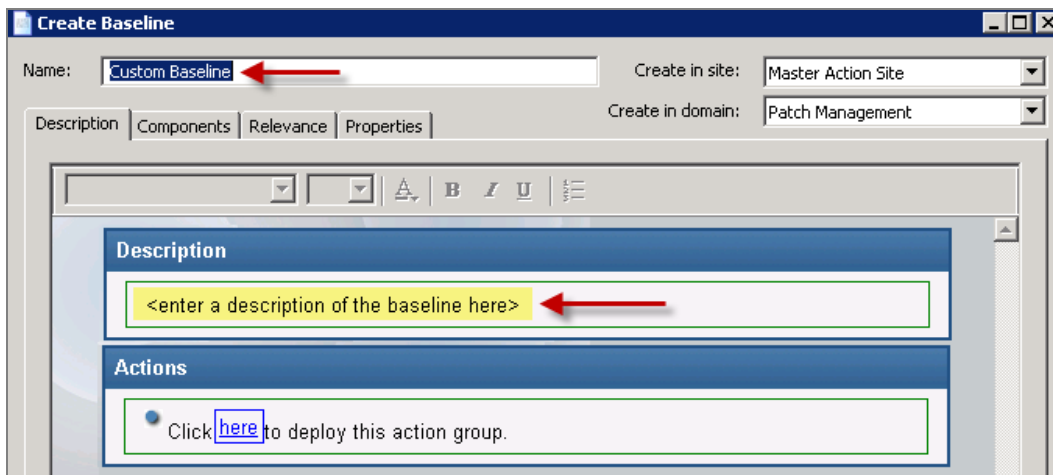 Create Baseline
Name: Custom Baseline Create in site: Master Action Site
Create in domain: Patch Management
Description Components Relevance Properties
A B I U
Description
<enter a description of the baseline here>
Actions
Click here to deploy this action group.